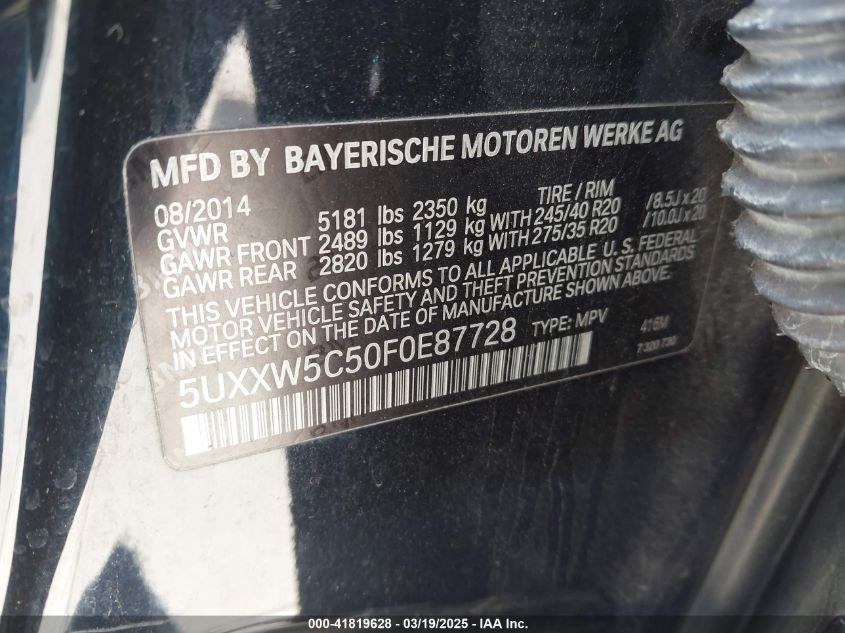 MFD BY BAYERISCHE MOTOREN WERKE AG
08/2014 TIRE / RIM
GVWR 5181 lbs 2350 kg
GAWR FRONT 2489 lbs 1129 kg WITH 245/40 R20 /8.5J x 20
GAWR REAR 2820 lbs 1279 kg WITH 275/35 R20 /10.0J x 20
THIS VEHICLE CONFORMS TO ALL APPLICABLE U. S. FEDERAL
MOTOR VEHICLE SAFETY AND THEFT PREVENTION STANDARDS
IN EFFECT ON THE DATE OF MANUFACTURE SHOWN ABOVE.
5UXXW5C50F0E87728 TYPE: MPV 416M
000-41819628 - 03/19/2025 - IAA Inc.